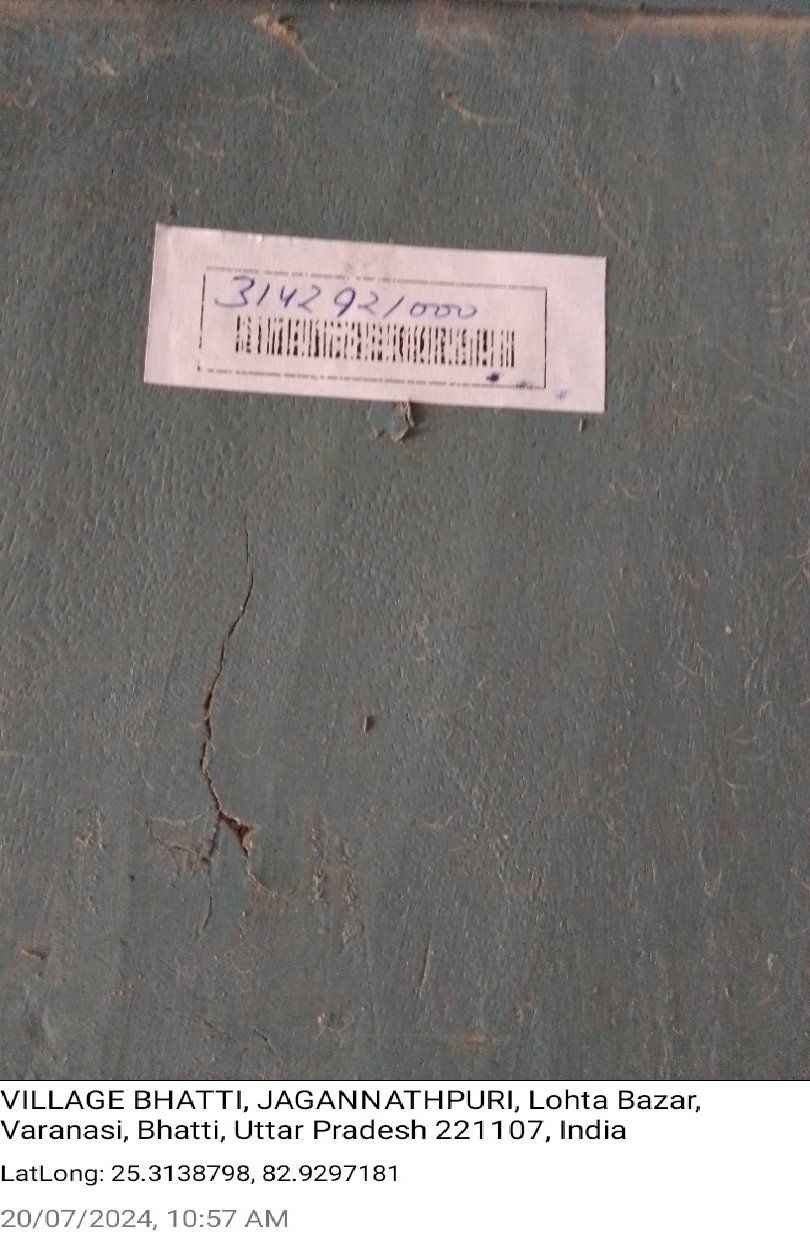 3142921000
VILLAGE BHATTI, JAGANNATHPURI, Lohta Bazar,
Varanasi, Bhatti, Uttar Pradesh 221107, India
LatLong: 25.3138798, 82.9297181
20/07/2024, 10:57 AM